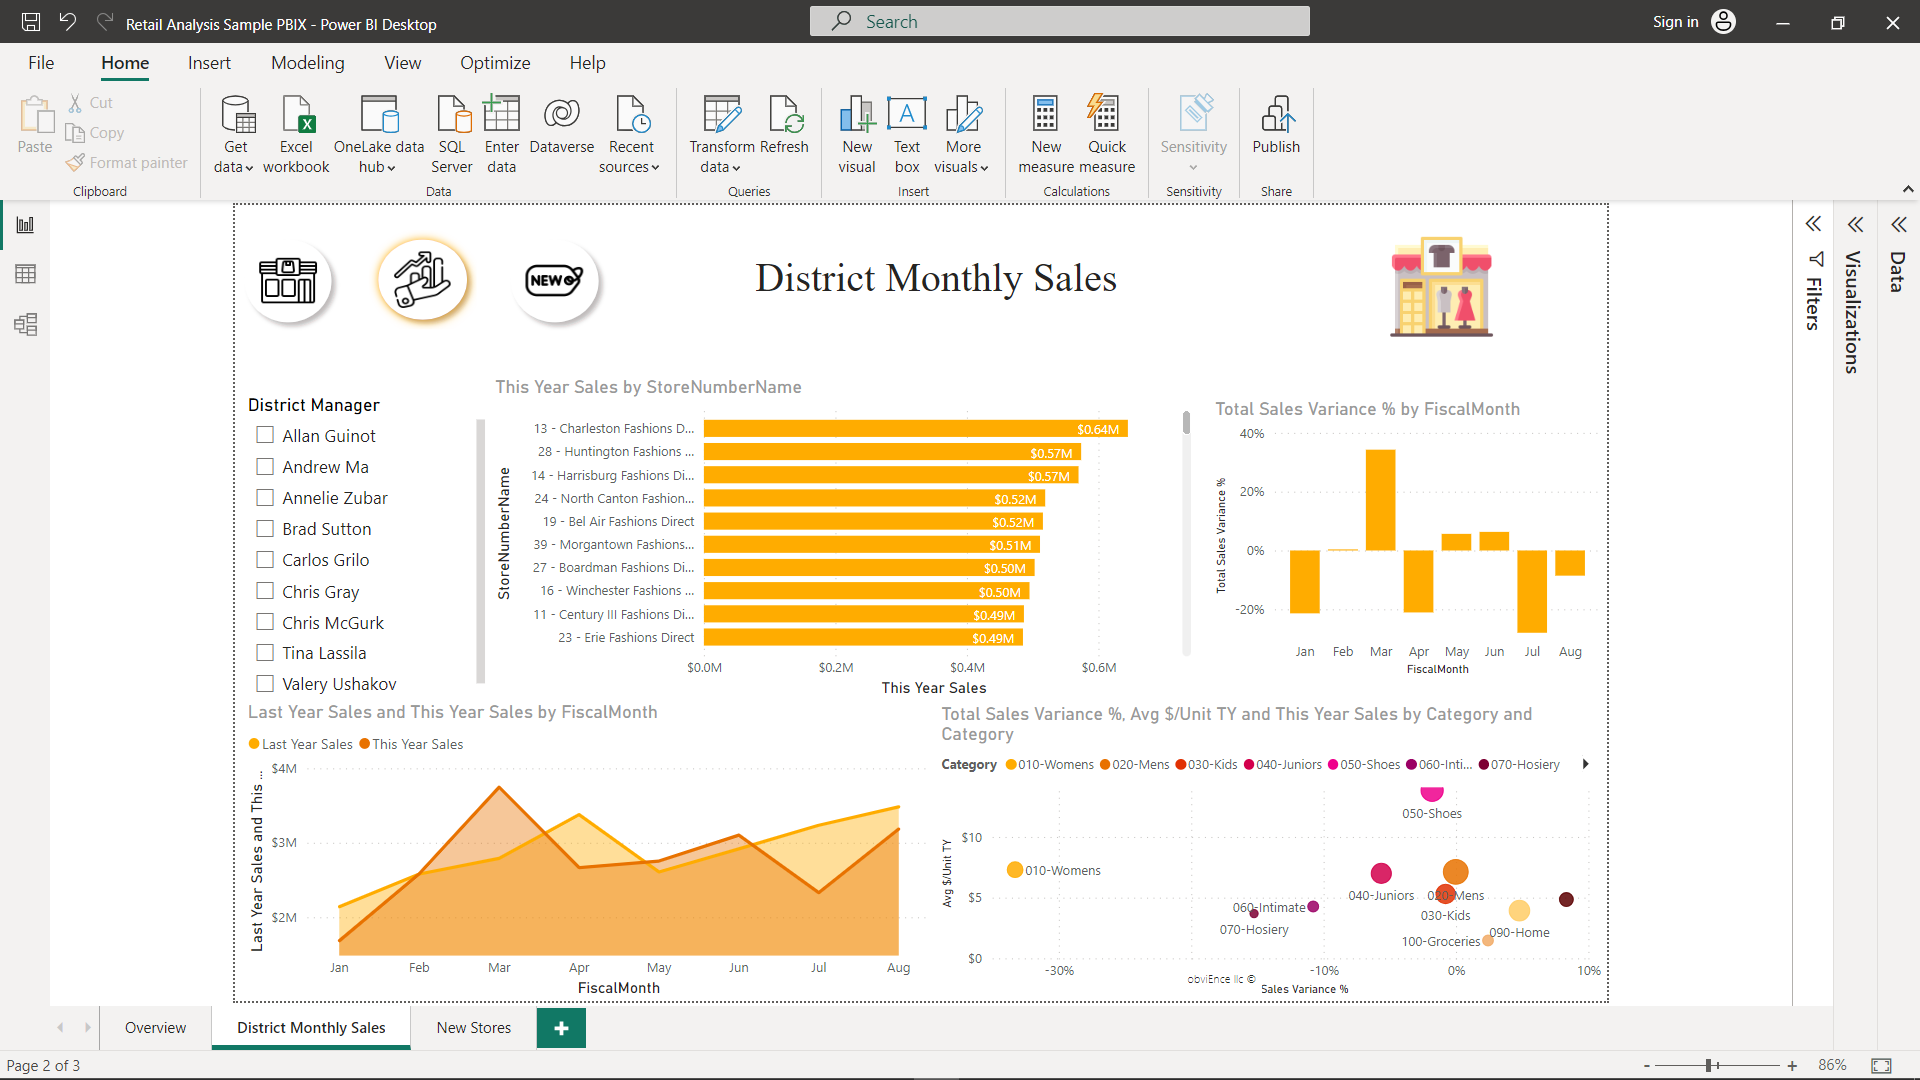 Retail Analysis Sample PBIX - Power BI Desktop
Search
Sign in
File Home Insert Modeling View Optimize Help
Paste
Cut
Copy
Format painter
Clipboard
Get data
Excel workbook
OneLake data hub
SQL Server
Enter data
Dataverse
Recent sources
Data
Transform data
Refresh
Queries
New visual
Text box
More visuals
Insert
New measure
Quick measure
Calculations
Sensitivity
Sensitivity
Publish
Share
NEW
District Monthly Sales
Filters
Visualizations
Data
District Manager
Allan Guinot
Andrew Ma
Annelie Zubar
Brad Sutton
Carlos Grilo
Chris Gray
Chris McGurk
Tina Lassila
Valery Ushakov
This Year Sales by StoreNumberName
StoreNumberName
13 - Charleston Fashions D... $0.64M
28 - Huntington Fashions ... $0.57M
14 - Harrisburg Fashions Di... $0.57M
24 - North Canton Fashion... $0.52M
19 - Bel Air Fashions Direct $0.52M
39 - Morgantown Fashions... $0.51M
27 - Boardman Fashions Di... $0.50M
16 - Winchester Fashions ... $0.50M
11 - Century III Fashions Di... $0.49M
23 - Erie Fashions Direct $0.49M
$0.0M $0.2M $0.4M $0.6M
This Year Sales
Total Sales Variance % by FiscalMonth
Total Sales Variance %
40%
20%
0%
-20%
Jan Feb Mar Apr May Jun Jul Aug
FiscalMonth
Last Year Sales and This Year Sales by FiscalMonth
Last Year Sales This Year Sales
Last Year Sales and This ...
$4M
$3M
$2M
Jan Feb Mar Apr May Jun Jul Aug
FiscalMonth
Total Sales Variance %, Avg $/Unit TY and This Year Sales by Category and
Category
Category 010-Womens 020-Mens 030-Kids 040-Juniors 050-Shoes 060-Inti... 070-Hosiery
Avg $/Unit TY
$10
$5
$0
050-Shoes
010-Womens
040-Juniors
020-Mens
060-Intimate
030-Kids
070-Hosiery
090-Home
100-Groceries
-30% -10% 0% 10%
obviEnce llc ©
Sales Variance %
Overview District Monthly Sales New Stores
Page 2 of 3
- + 86%